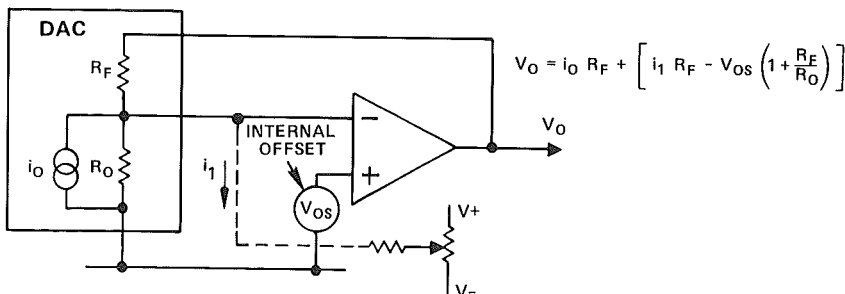 DAC
R_F
V_O = i_O R_F + [ i_1 R_F - V_OS ( 1 + R_F/R_O ) ]
INTERNAL
OFFSET
V_O
i_O
R_O
i_1
−
+
V_OS
V+